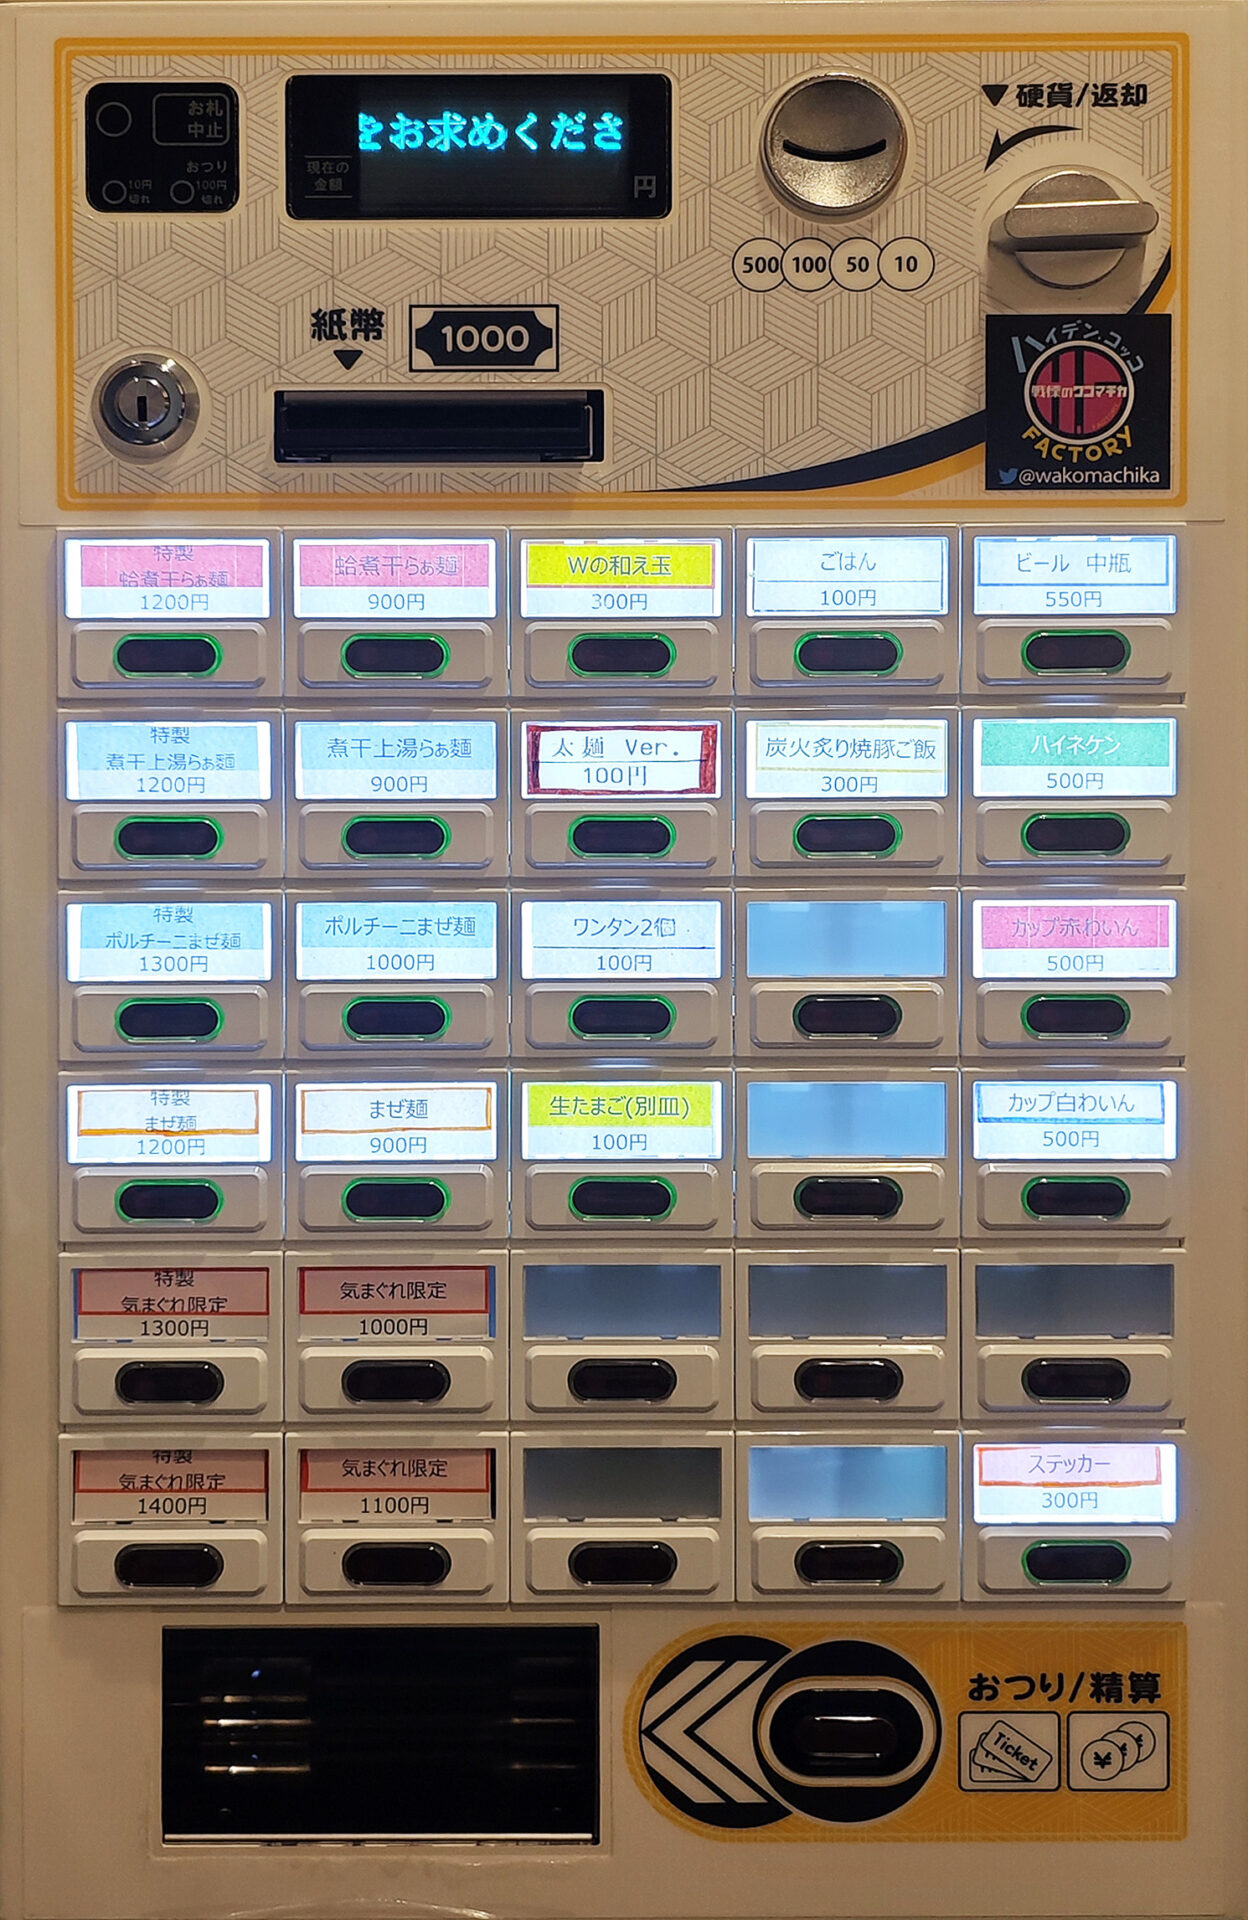 お札
中止
おつり
10円
切れ
100円
切れ
をお求めくださ
現在の
金額
円
▼硬貨/返却
500 100 50 10
紙幣
▼
1000
ハイデン.コッコ
戦慄のワコマチカ
FACTORY
@wakomachika
特製
蛤煮干らぁ麺
1200円
蛤煮干らぁ麺
900円
Wの和え玉
300円
ごはん
100円
ビール 中瓶
550円
特製
煮干上湯らぁ麺
1200円
煮干上湯らぁ麺
900円
太麺 Ver.
100円
炭火炙り焼豚ご飯
300円
ハイネケン
500円
特製
ポルチーニまぜ麺
1300円
ポルチーニまぜ麺
1000円
ワンタン2個
100円
カップ赤わいん
500円
特製
まぜ麺
1200円
まぜ麺
900円
生たまご(別皿)
100円
カップ白わいん
500円
特製
気まぐれ限定
1300円
気まぐれ限定
1000円
特製
気まぐれ限定
1400円
気まぐれ限定
1100円
ステッカー
300円
おつり/精算
Ticket
¥ ¥ ¥